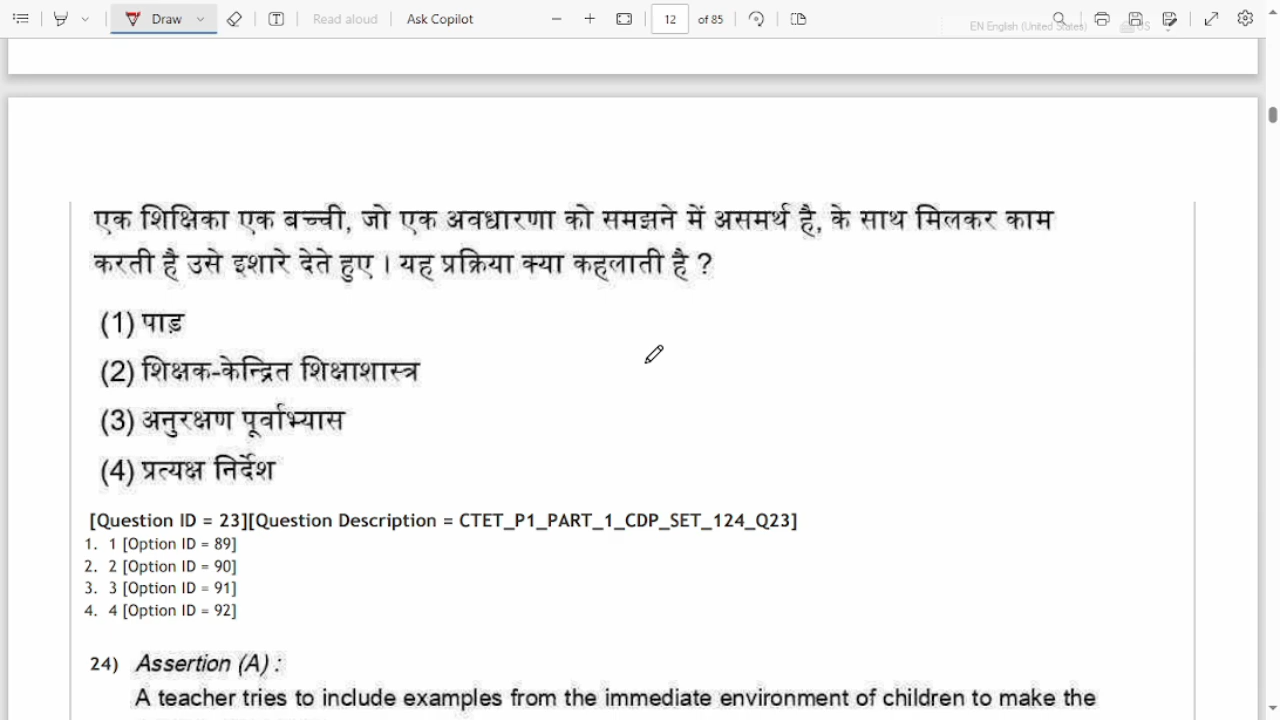 Draw
Read aloud
Ask Copilot
12
of 85
EN English (United States)
US
एक शिक्षिका एक बच्ची, जो एक अवधारणा को समझने में असमर्थ है, के साथ मिलकर काम
करती है उसे इशारे देते हुए । यह प्रक्रिया क्या कहलाती है ?
(1) पाड़
(2) शिक्षक-केन्द्रित शिक्षाशास्त्र
(3) अनुरक्षण पूर्वाभ्यास
(4) प्रत्यक्ष निर्देश
[Question ID = 23][Question Description = CTET_P1_PART_1_CDP_SET_124_Q23]
1. 1 [Option ID = 89]
2. 2 [Option ID = 90]
3. 3 [Option ID = 91]
4. 4 [Option ID = 92]
24) Assertion (A) :
A teacher tries to include examples from the immediate environment of children to make the